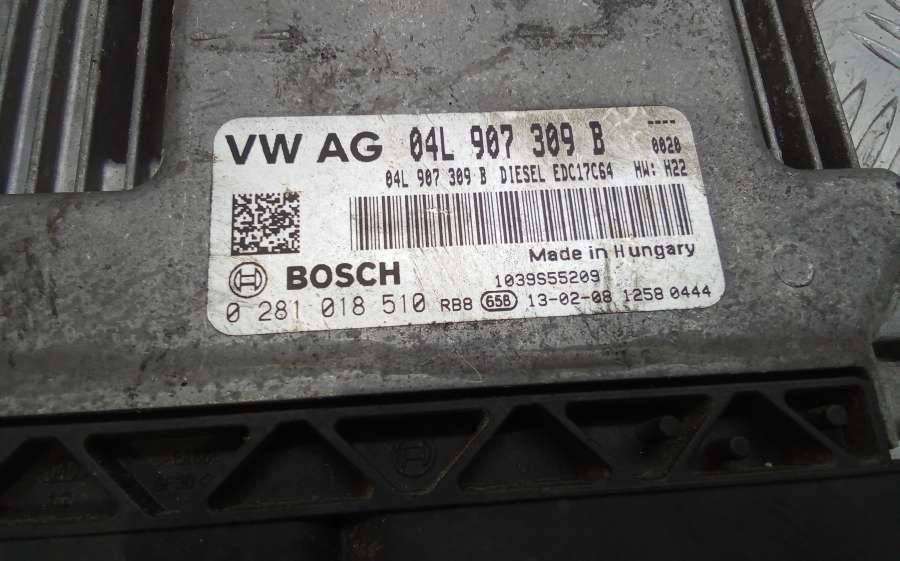 VW AG 04L 907 309 B ---- 0020
04L 907 309 B DIESEL EDC17C64 HW: H22
Made in Hungary
BOSCH 1039S55209
0 281 018 510 RB8 65B 13-02-08 1258 0444